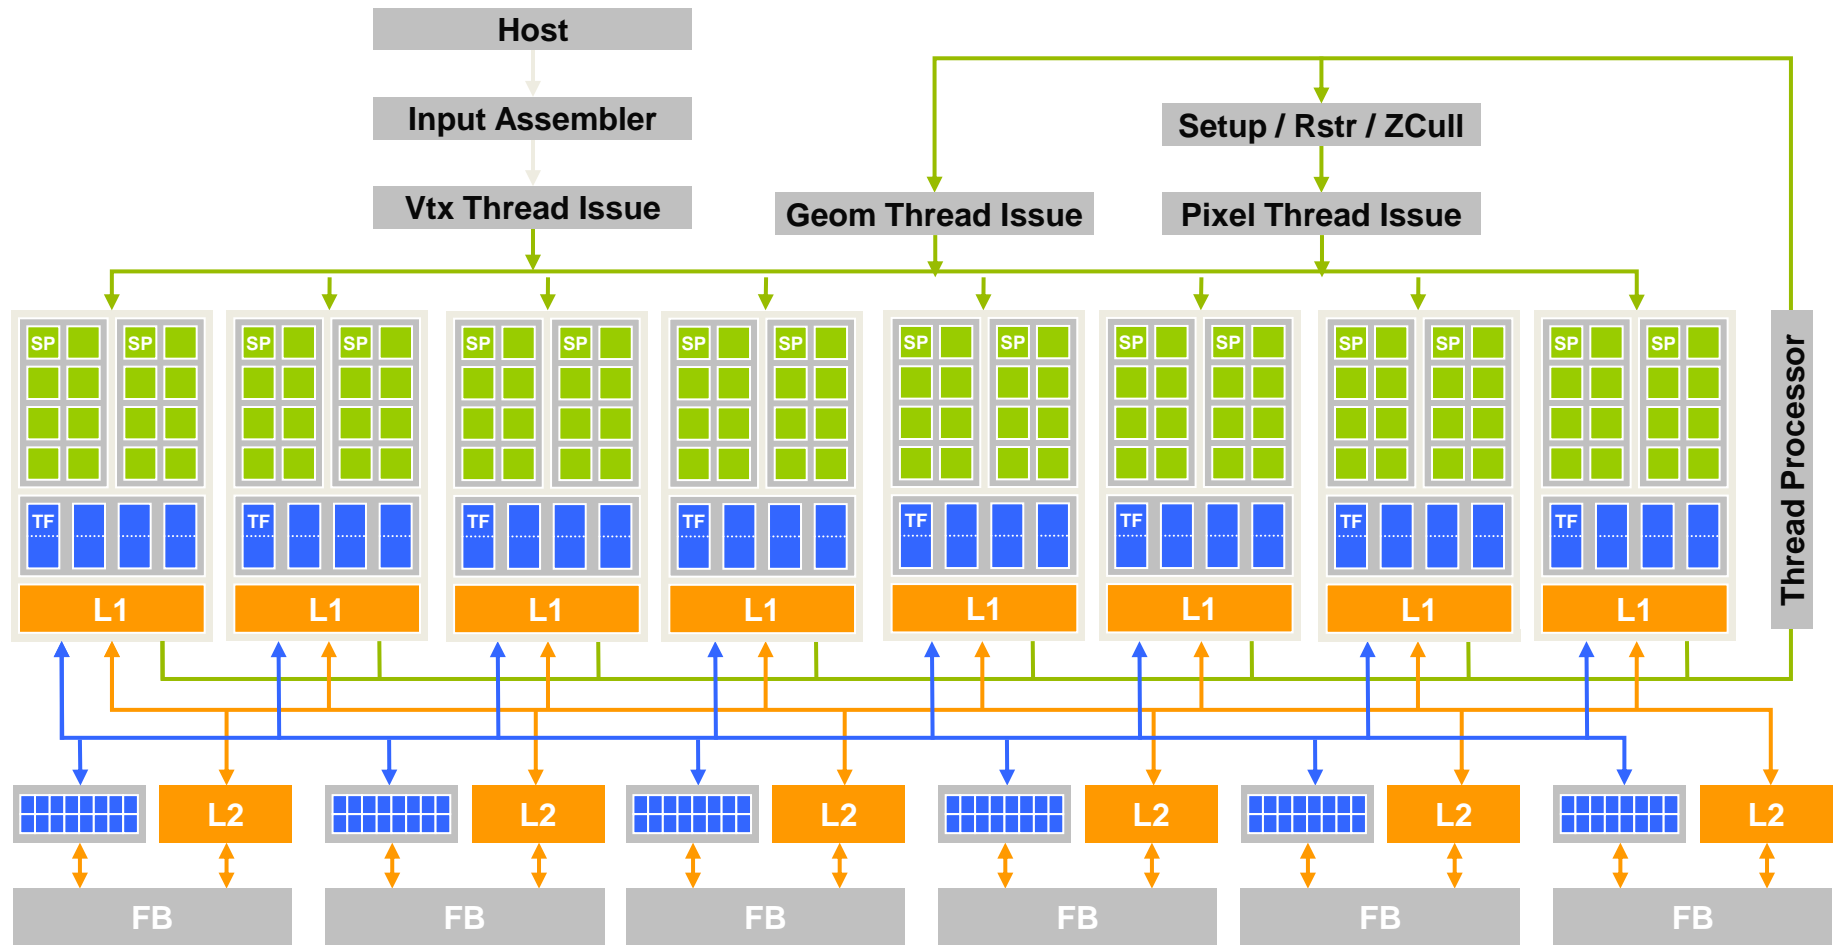 Host
Input Assembler
Setup / Rstr / ZCull
Vtx Thread Issue
Geom Thread Issue
Pixel Thread Issue
SP SP SP SP SP SP SP SP SP SP SP SP SP SP SP SP
Thread Processor
TF TF TF TF TF TF TF TF
L1 L1 L1 L1 L1 L1 L1 L1
L2 L2 L2 L2 L2 L2
FB FB FB FB FB FB